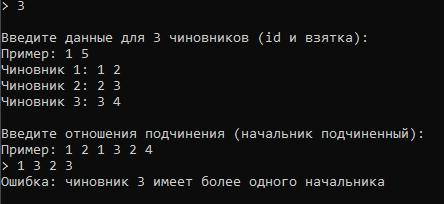 > 3
Введите данные для 3 чиновников (id и взятка):
Пример: 1 5
Чиновник 1: 1 2
Чиновник 2: 2 3
Чиновник 3: 3 4
Введите отношения подчинения (начальник подчиненный):
Пример: 1 2 1 3 2 4
> 1 3 2 3
Ошибка: чиновник 3 имеет более одного начальника